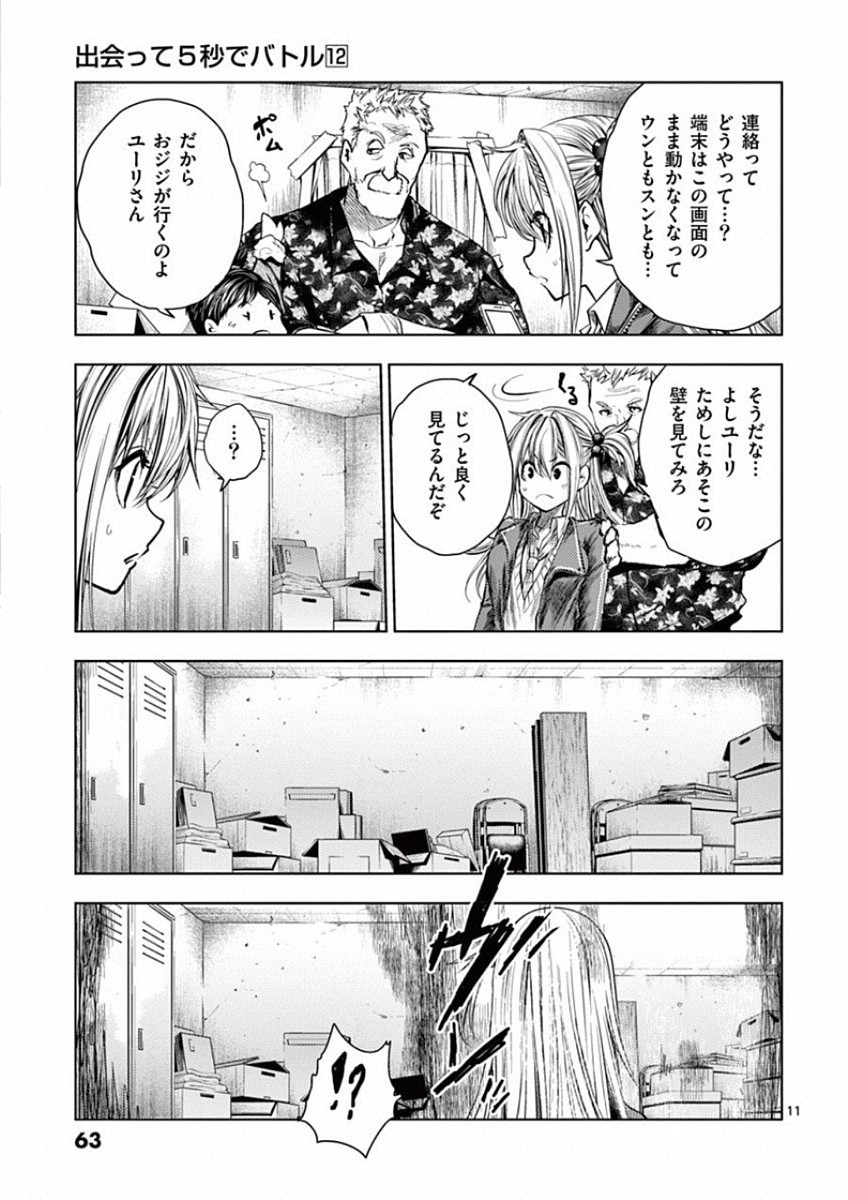 出会って5秒でバトル12
連絡って
どうやって…?
端末はこの画面の
まま動かなくなって
ウンともスンとも…
ポム
だから
おジジが行くのよ
ユーリさん
そうだな…
よしユーリ
ためしにあそこの
壁を見てみろ
くる
じっと良く
見てるんだぞ
…?
!?
11
63